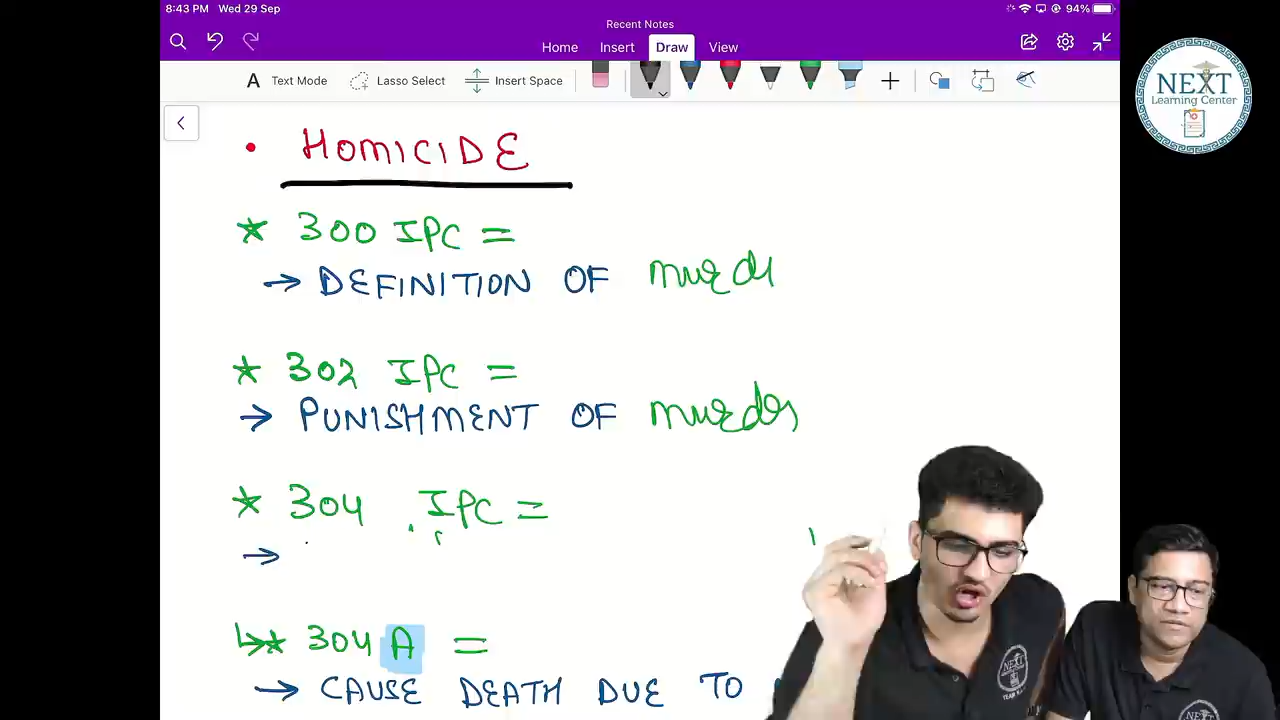 8:43 PM Wed 29 Sep
94%
Recent Notes
Home Insert Draw View
A Text Mode Lasso Select Insert Space
NEXT
Learning Center
• HOMICIDE
* 300 IPC =
→ DEFINITION OF
* 302 IPC =
→ PUNISHMENT OF
* 304 IPC =
→
* 304 A =
→ CAUSE DEATH DUE TO
NEXT
NEXT